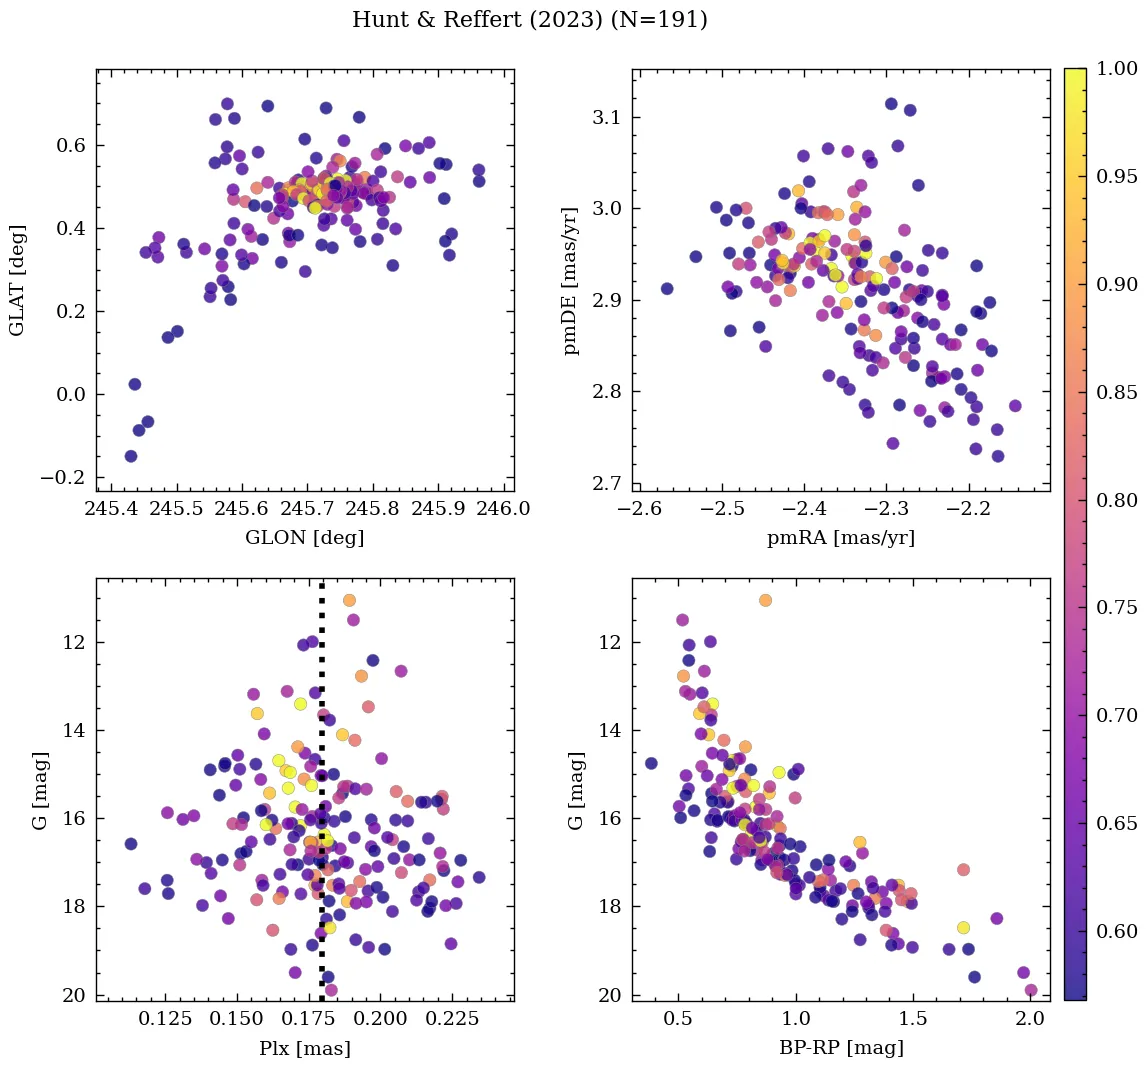 Hunt & Reffert (2023) (N=191)
GLAT [deg]
0.6
0.4
0.2
0.0
−0.2
245.4 245.5 245.6 245.7 245.8 245.9 246.0
GLON [deg]
pmDE [mas/yr]
3.1
3.0
2.9
2.8
2.7
−2.6 −2.5 −2.4 −2.3 −2.2
pmRA [mas/yr]
G [mag]
12
14
16
18
20
0.125 0.150 0.175 0.200 0.225
Plx [mas]
G [mag]
12
14
16
18
20
0.5 1.0 1.5 2.0
BP-RP [mag]
1.00
0.95
0.90
0.85
0.80
0.75
0.70
0.65
0.60